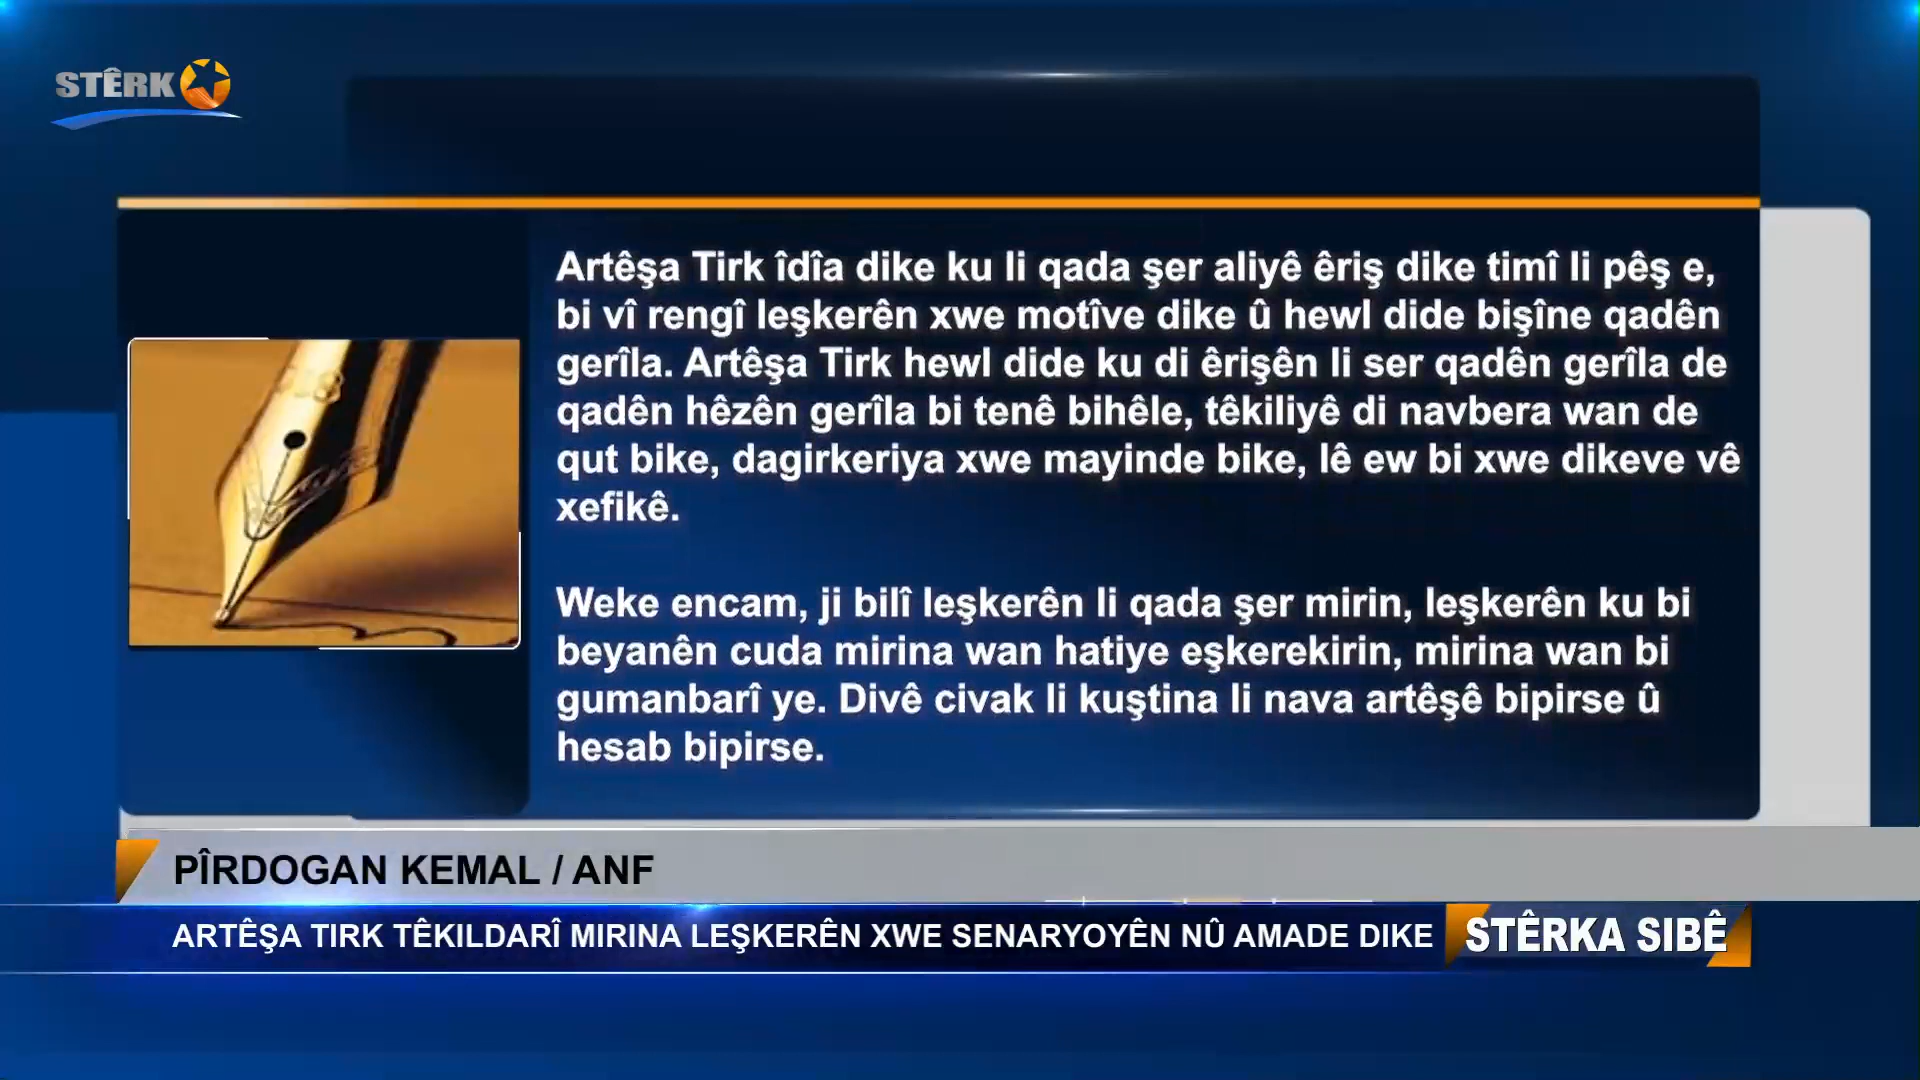 STÊRK
Artêşa Tirk îdîa dike ku li qada şer aliyê êriş dike timî li pêş e,
bi vî rengî leşkerên xwe motîve dike û hewl dide bişîne qadên
gerîla. Artêşa Tirk hewl dide ku di êrişên li ser qadên gerîla de
qadên hêzên gerîla bi tenê bihêle, têkiliyê di navbera wan de
qut bike, dagirkeriya xwe mayinde bike, lê ew bi xwe dikeve vê
xefikê.
Weke encam, ji bilî leşkerên li qada şer mirin, leşkerên ku bi
beyanên cuda mirina wan hatiye eşkerekirin, mirina wan bi
gumanbarî ye. Divê civak li kuştina li nava artêşê bipirse û
hesab bipirse.
PÎRDOGAN KEMAL / ANF
ARTÊŞA TIRK TÊKILDARÎ MIRINA LEŞKERÊN XWE SENARYOYÊN NÛ AMADE DIKE
STÊRKA SIBÊ